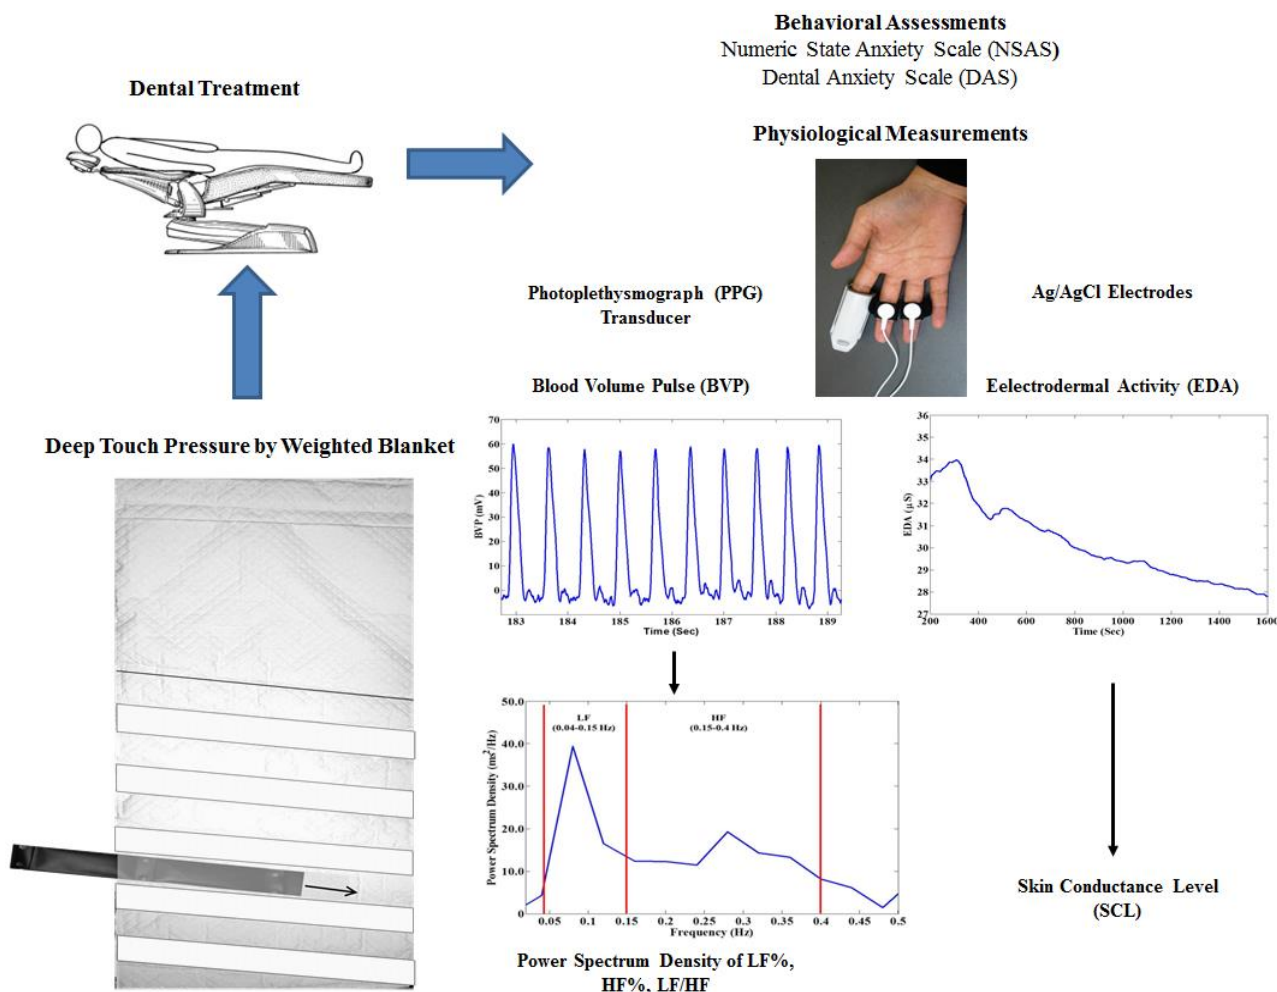 Behavioral Assessments
Numeric State Anxiety Scale (NSAS)
Dental Anxiety Scale (DAS)
Dental Treatment
Physiological Measurements
Photoplethysmograph (PPG)
Transducer
Ag/AgCl Electrodes
Blood Volume Pulse (BVP)
Eelectrodermal Activity (EDA)
Deep Touch Pressure by Weighted Blanket
70
60
50
40
30
20
10
0
BVP (mV)
183 184 185 186 187 188 189
Time (Sec)
36
35
34
33
32
31
30
29
28
27
EDA (µS)
200 400 600 800 1000 1200 1400 1600
Time (Sec)
50.0
40.0
30.0
20.0
10.0
0
Power Spectrum Density (ms²/Hz)
LF
(0.04-0.15 Hz)
HF
(0.15-0.4 Hz)
0.05 0.1 0.15 0.2 0.25 0.3 0.35 0.4 0.45 0.5
Frequency (Hz)
Power Spectrum Density of LF%,
HF%, LF/HF
Skin Conductance Level
(SCL)